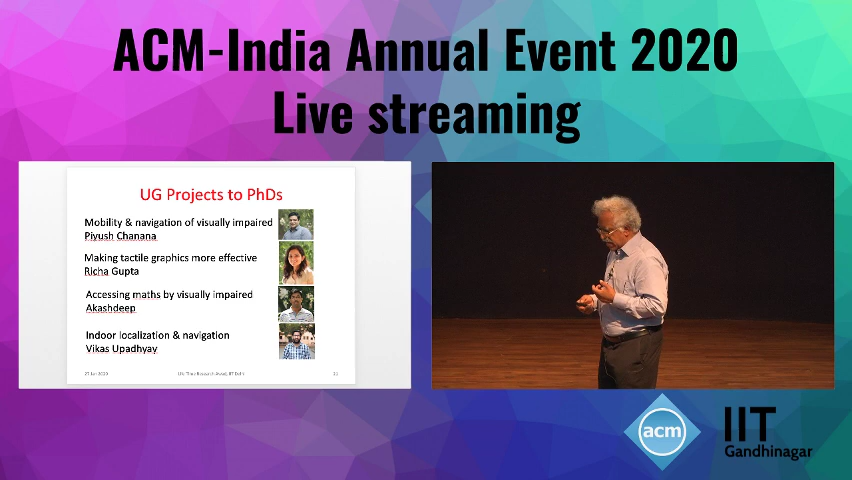 ACM-India Annual Event 2020
Live streaming
UG Projects to PhDs
Mobility & navigation of visually impaired
Piyush Chanana
Making tactile graphics more effective
Richa Gupta
Accessing maths by visually impaired
Akashdeep
Indoor localization & navigation
Vikas Upadhyay
acm
IIT
Gandhinagar